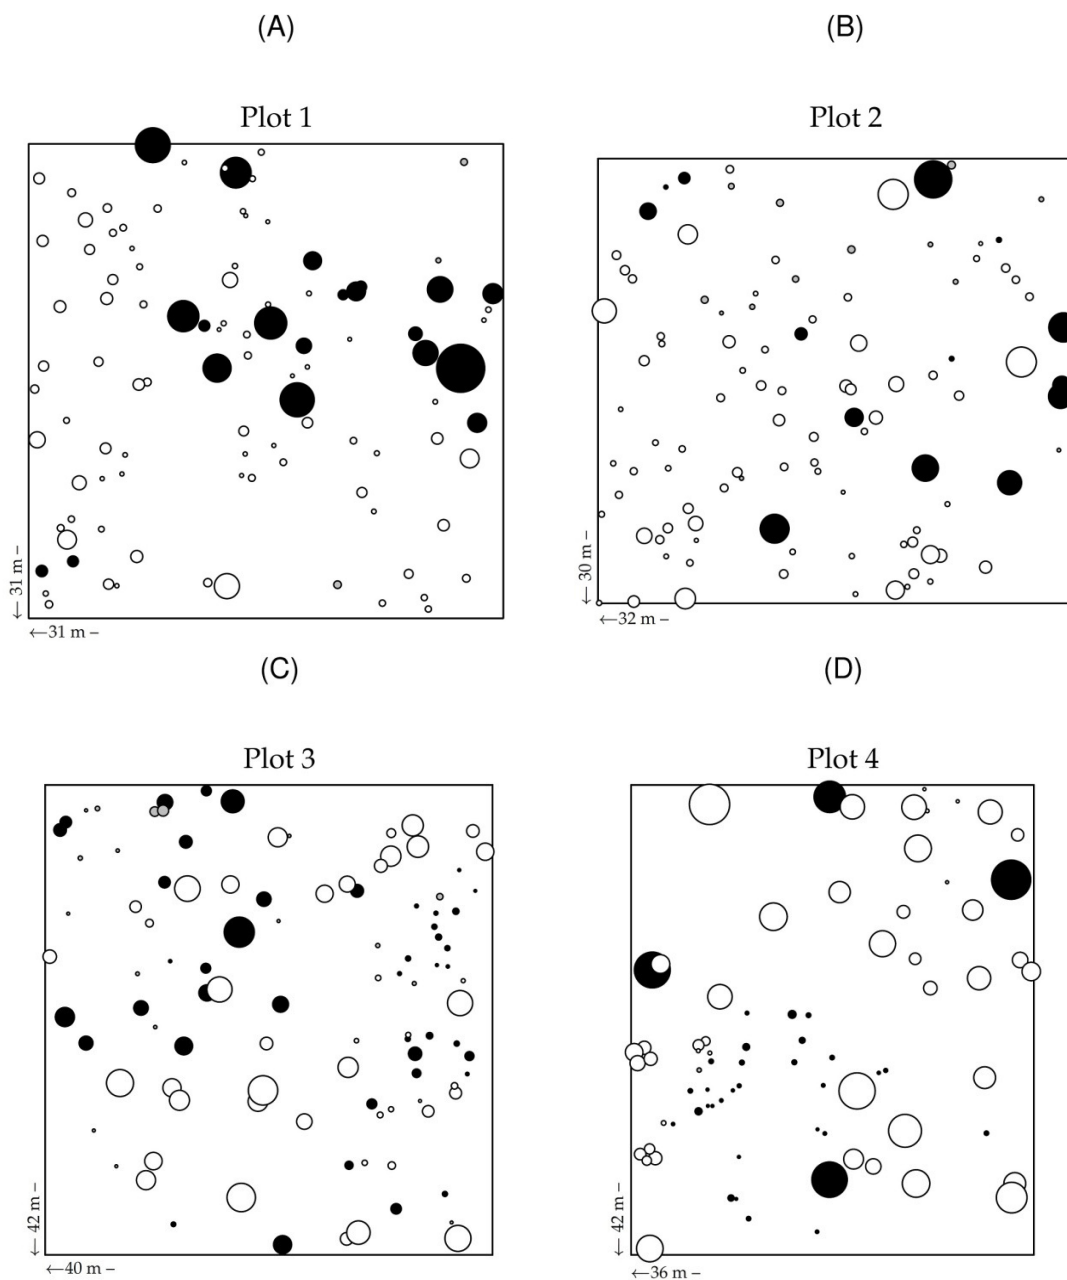 (A)
Plot 1
← 31 m –
←31 m –
(B)
Plot 2
← 30 m –
←32 m –
(C)
Plot 3
← 42 m –
←40 m –
(D)
Plot 4
← 42 m –
←36 m –